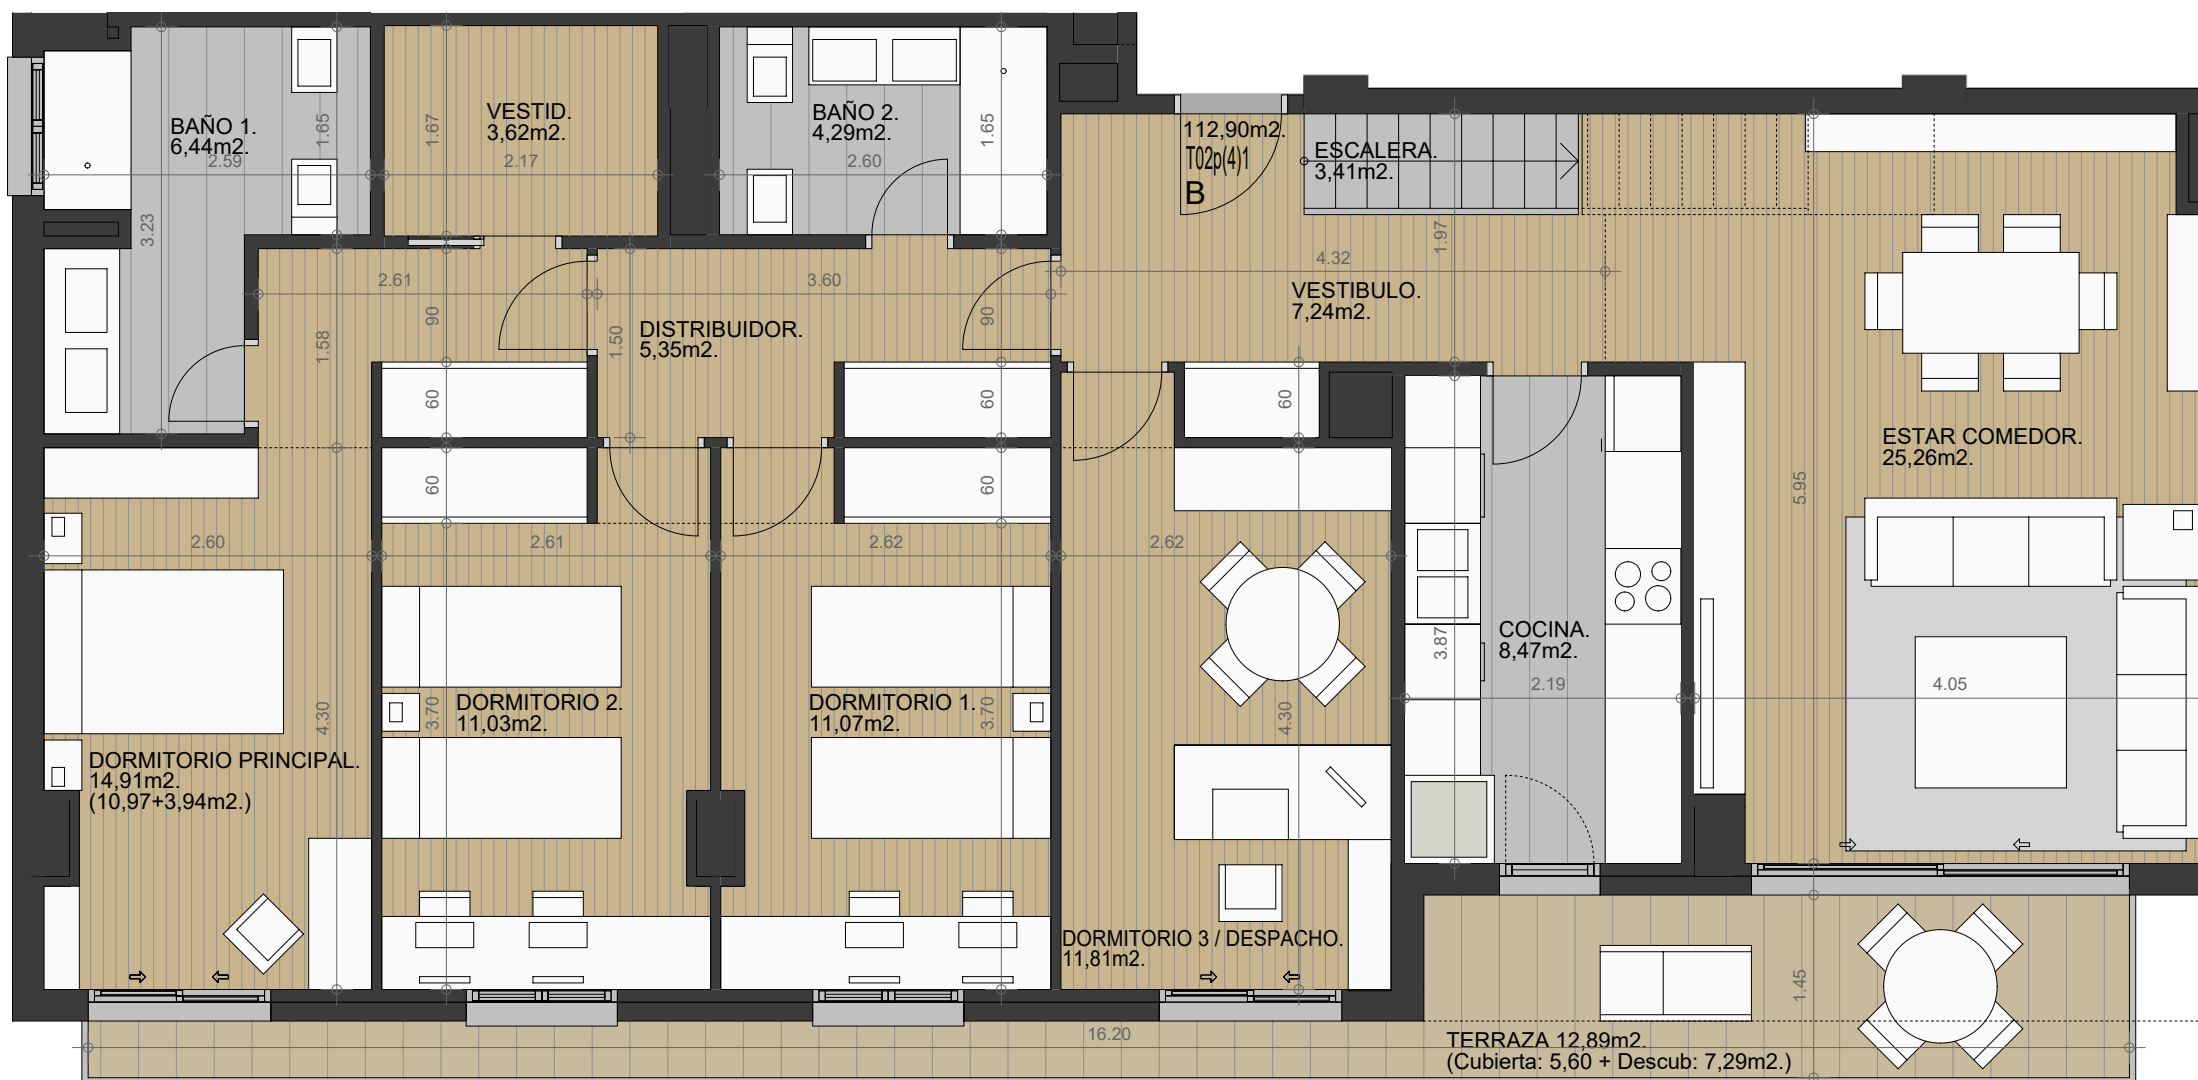 BAÑO 1.
6,44m2.
2.59
1.65
3.23
VESTID.
3,62m2.
1.67
2.17
BAÑO 2.
4,29m2.
2.60
1.65
112,90m2.
T02p(4)1
B
ESCALERA.
3,41m2.
1.97
4.32
VESTIBULO.
7,24m2.
2.61
90
1.58
3.60
90
1.50
DISTRIBUIDOR.
5,35m2.
60
60
60
60
60
ESTAR COMEDOR.
25,26m2.
5.95
4.05
2.60
2.61
2.62
2.62
COCINA.
8,47m2.
3.87
2.19
DORMITORIO 2.
11,03m2.
3.70
DORMITORIO 1.
11,07m2.
3.70
4.30
4.30
DORMITORIO PRINCIPAL.
14,91m2.
(10,97+3,94m2.)
DORMITORIO 3 / DESPACHO.
11,81m2.
1.45
16.20
TERRAZA 12,89m2.
(Cubierta: 5,60 + Descub: 7,29m2.)